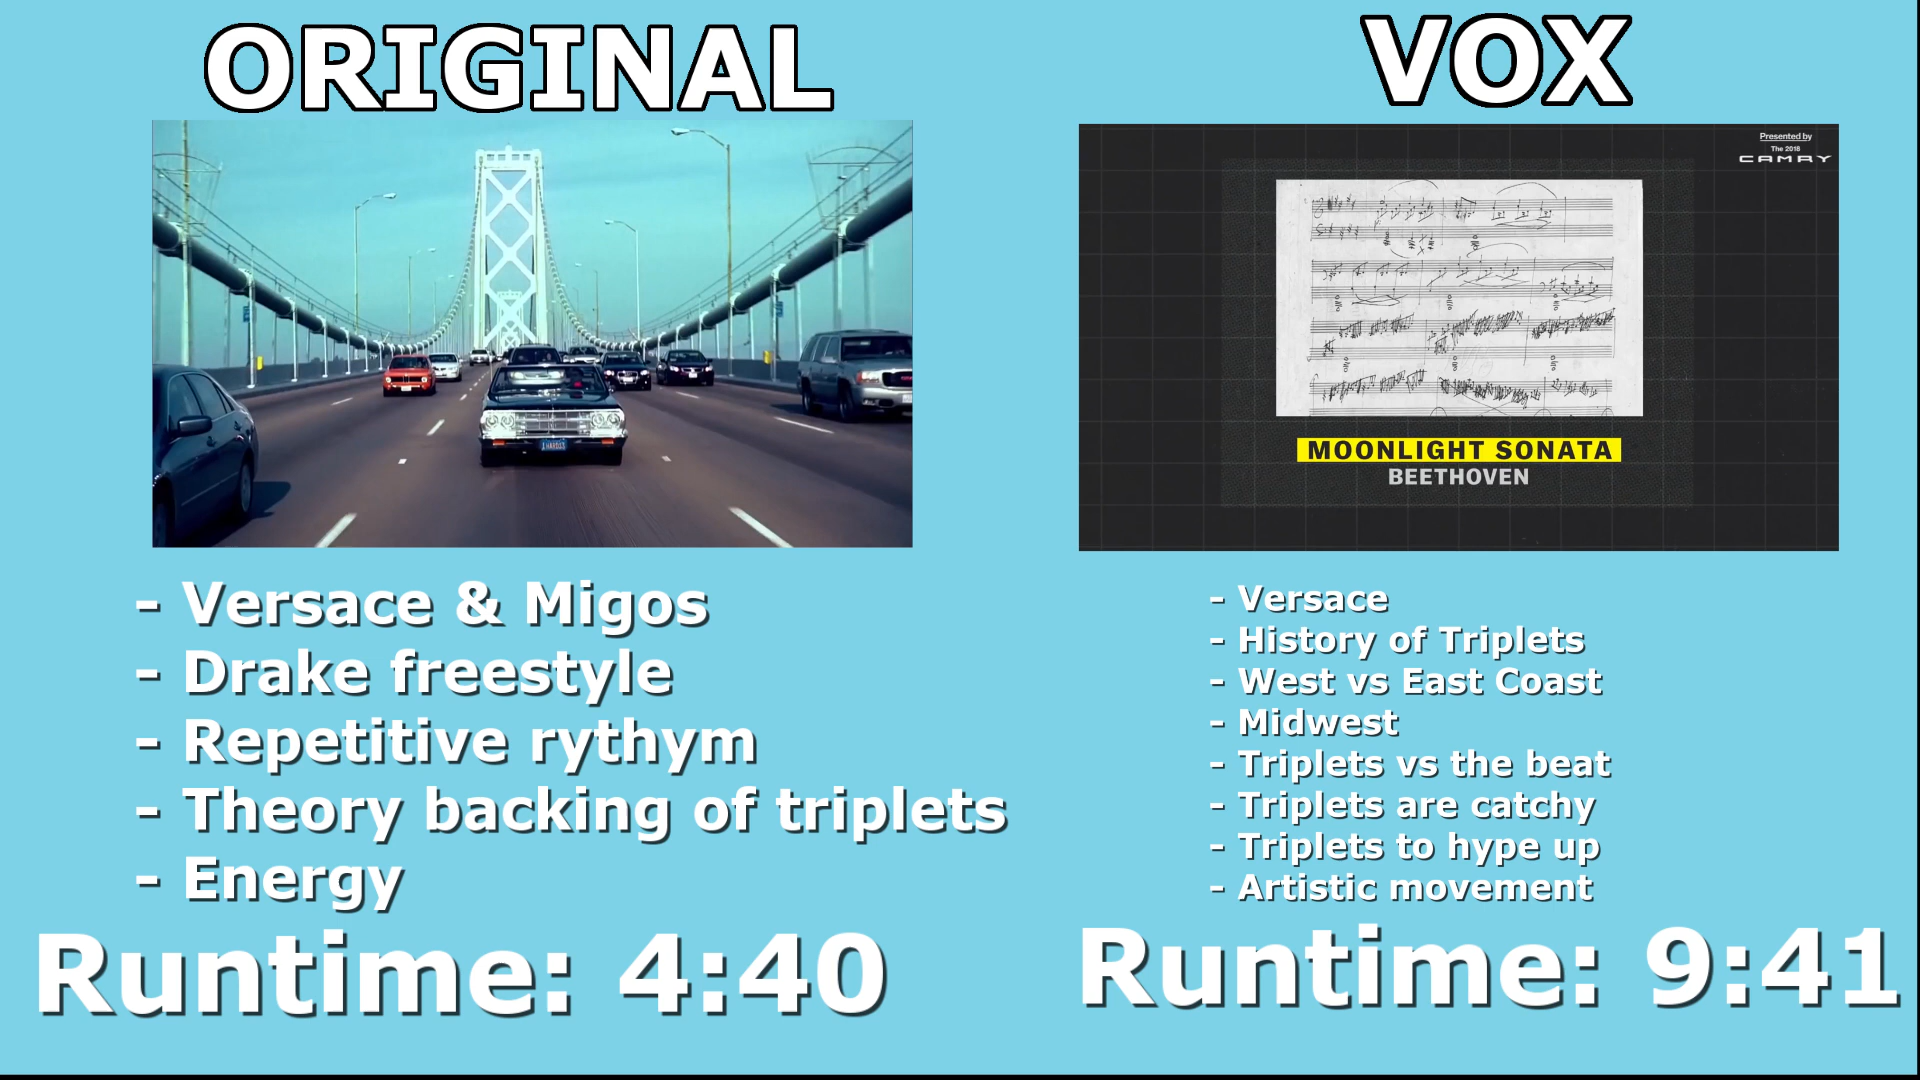 ORIGINAL
- Versace & Migos
- Drake freestyle
- Repetitive rythym
- Theory backing of triplets
- Energy
Runtime: 4:40
VOX
Presented by
The 2018
CAMRY
MOONLIGHT SONATA
BEETHOVEN
- Versace
- History of Triplets
- West vs East Coast
- Midwest
- Triplets vs the beat
- Triplets are catchy
- Triplets to hype up
- Artistic movement
Runtime: 9:41